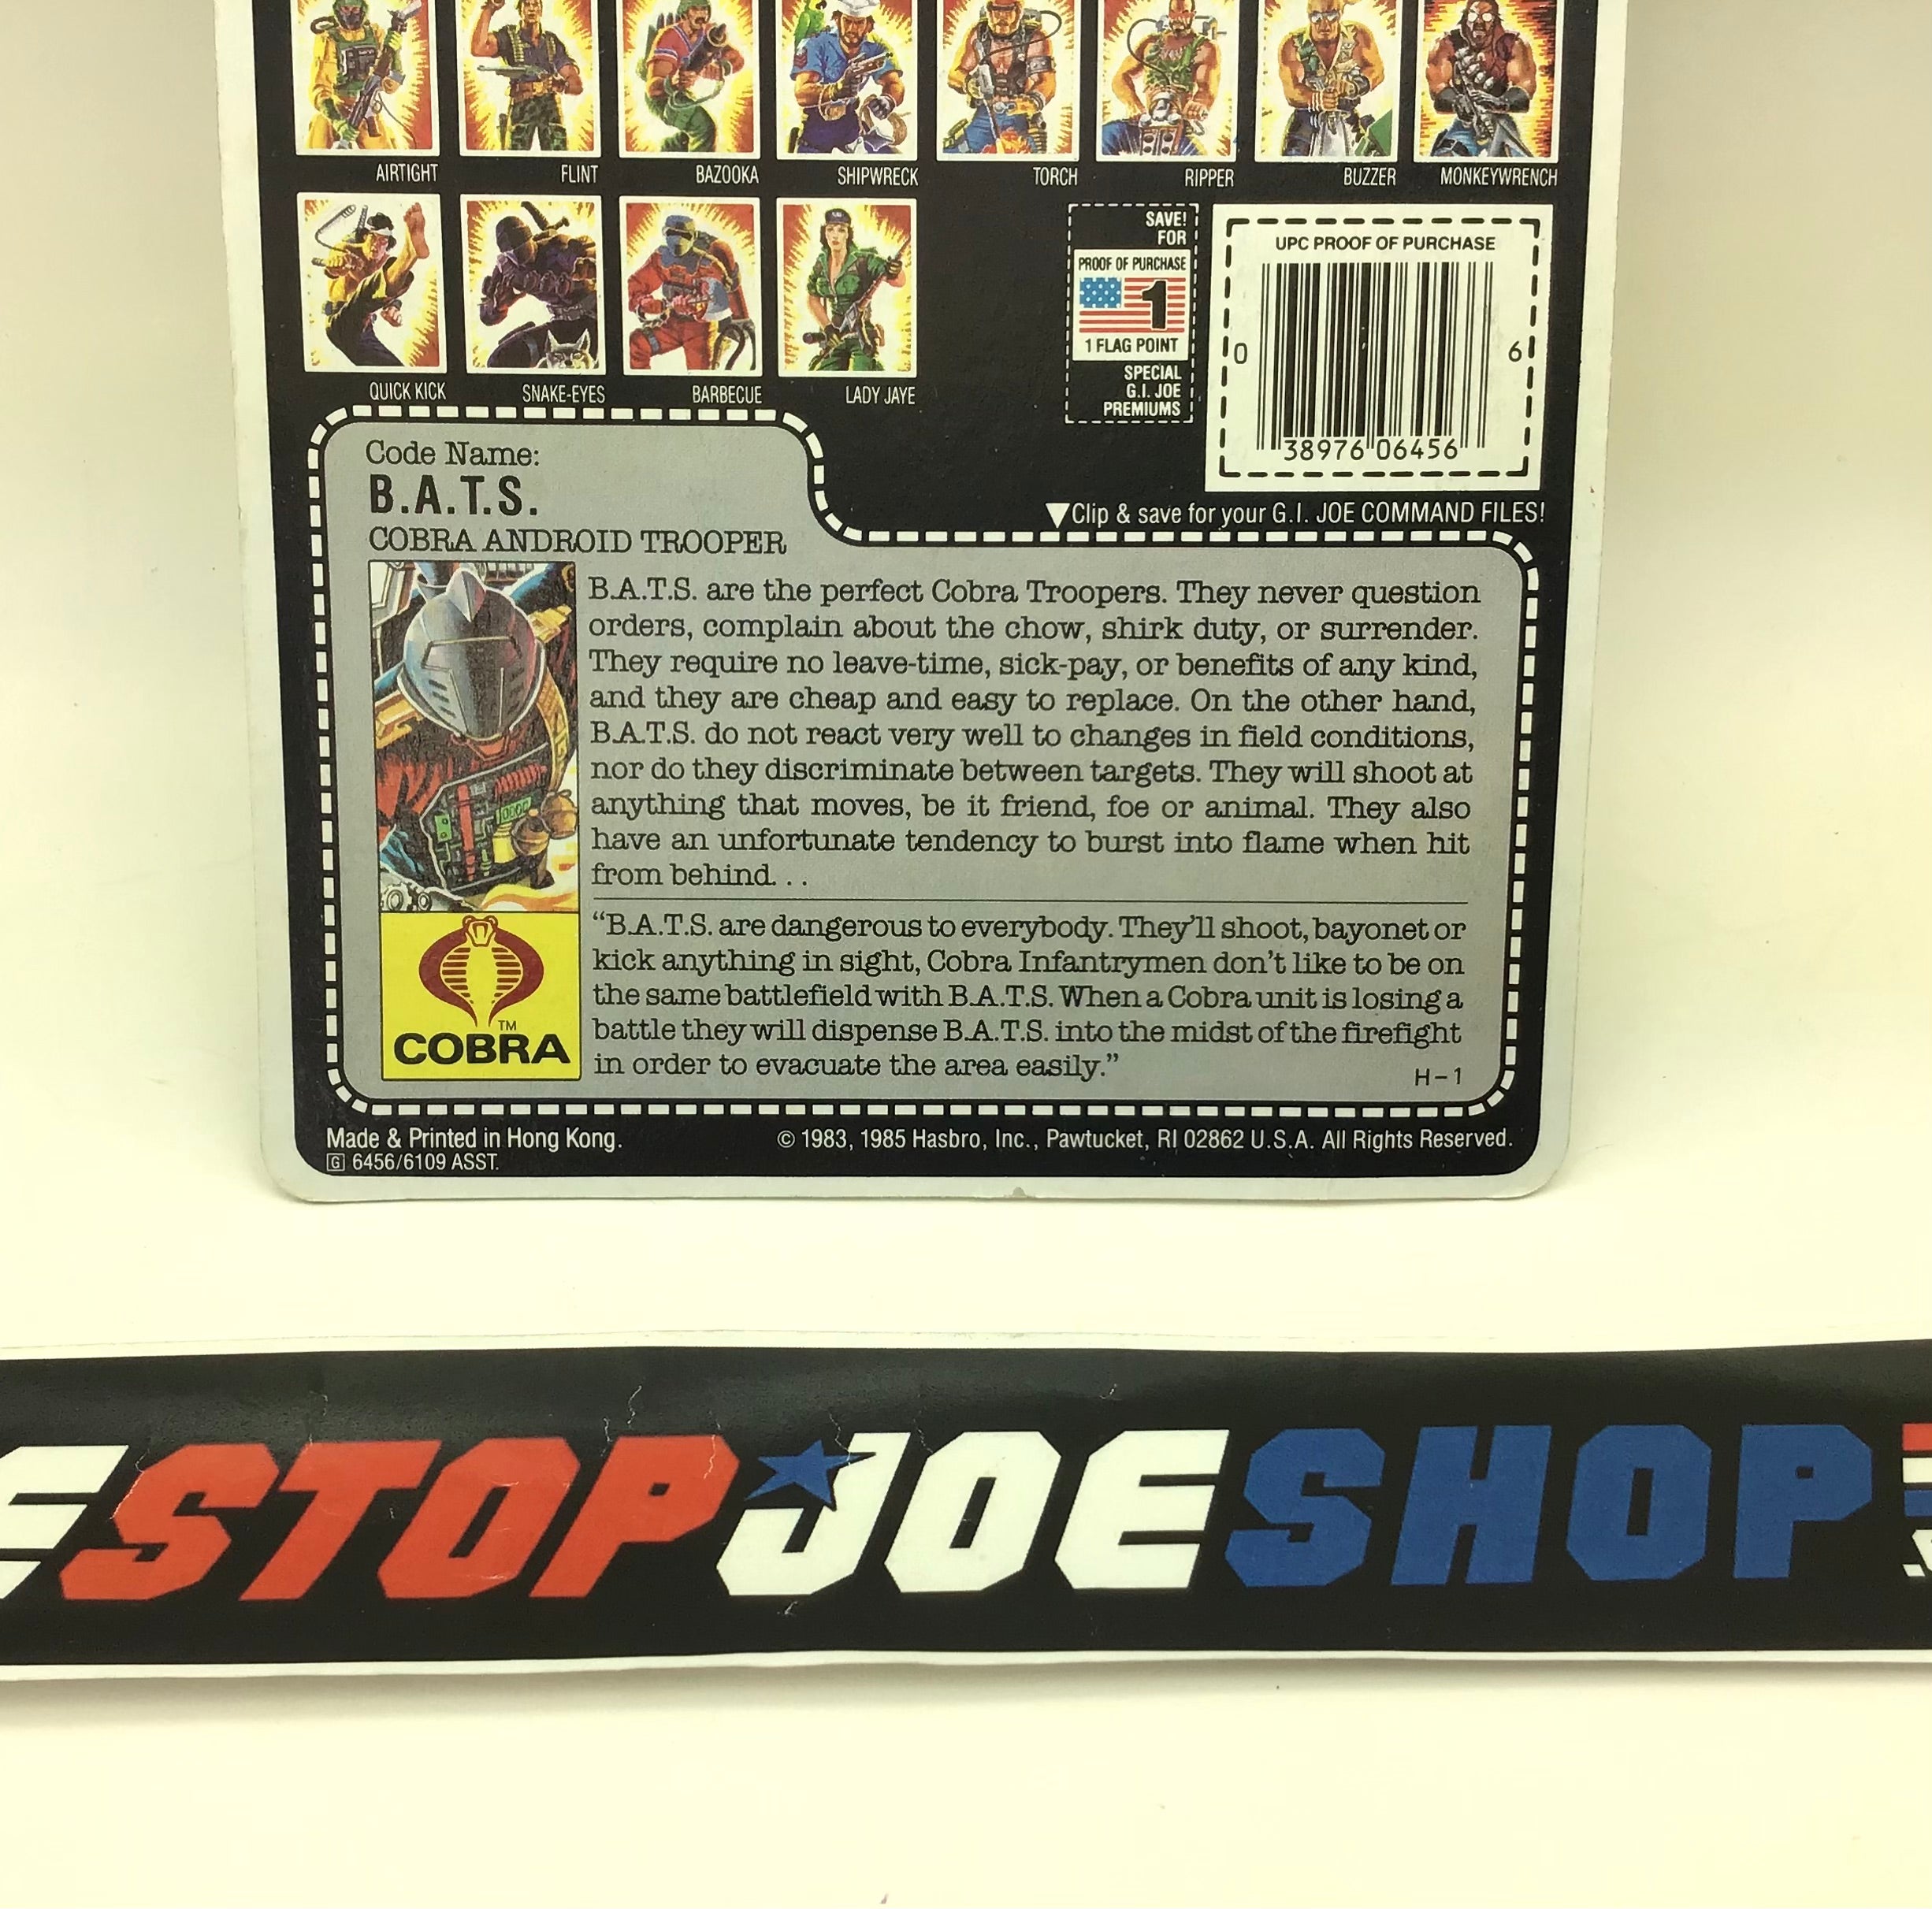 AIRTIGHT FLINT BAZOOKA SHIPWRECK TORCH RIPPER BUZZER MONKEYWRENCH
QUICK KICK SNAKE-EYES BARBECUE LADY JAYE
SAVE!
FOR
PROOF OF PURCHASE
1
1 FLAG POINT
SPECIAL
G.I. JOE
PREMIUMS
UPC PROOF OF PURCHASE
0 38976 06456 6
▼Clip & save for your G.I. JOE COMMAND FILES!
Code Name:
B.A.T.S.
COBRA ANDROID TROOPER
B.A.T.S. are the perfect Cobra Troopers. They never question
orders, complain about the chow, shirk duty, or surrender.
They require no leave-time, sick-pay, or benefits of any kind,
and they are cheap and easy to replace. On the other hand,
B.A.T.S. do not react very well to changes in field conditions,
nor do they discriminate between targets. They will shoot at
anything that moves, be it friend, foe or animal. They also
have an unfortunate tendency to burst into flame when hit
from behind. . .
“B.A.T.S. are dangerous to everybody. They’ll shoot, bayonet or
kick anything in sight, Cobra Infantrymen don’t like to be on
the same battlefield with B.A.T.S. When a Cobra unit is losing a
battle they will dispense B.A.T.S. into the midst of the firefight
in order to evacuate the area easily.”
H-1
TM
COBRA
Made & Printed in Hong Kong.
© 1983, 1985 Hasbro, Inc., Pawtucket, RI 02862 U.S.A. All Rights Reserved.
G 6456/6109 ASST.
E STOP JOE SHOP